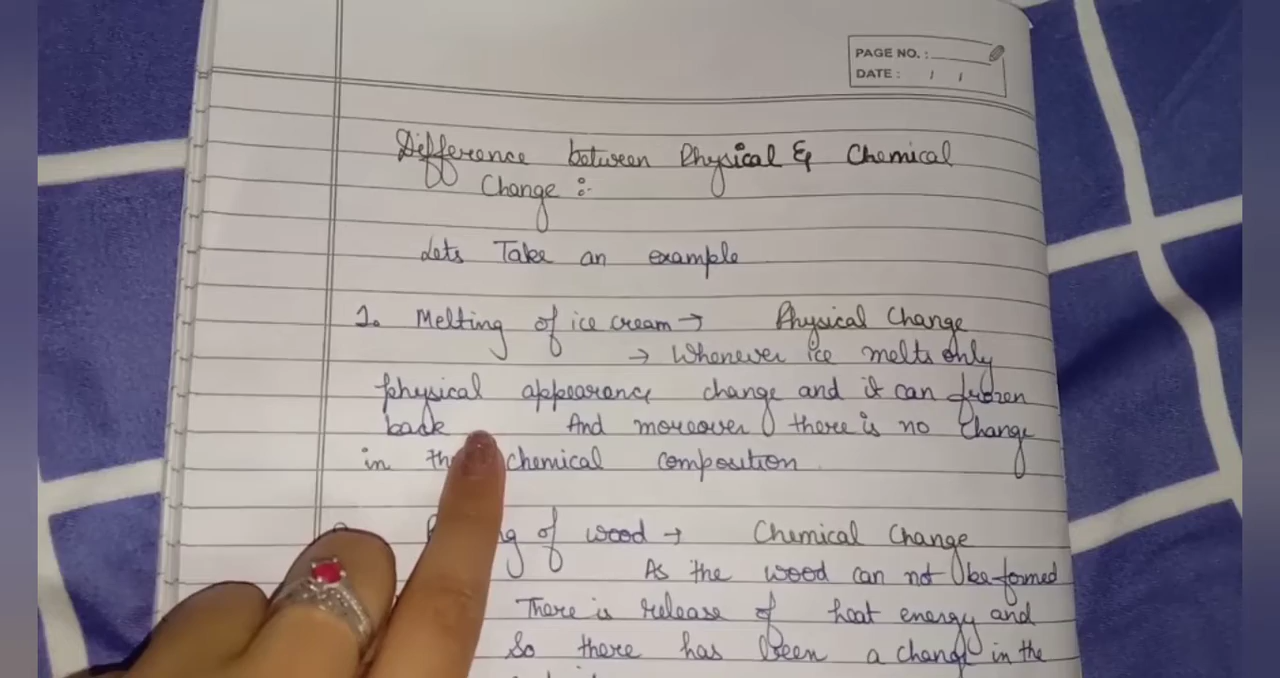 PAGE NO. :
DATE : / /
Difference between Physical & Chemical
Change :-
Lets Take an example
1. Melting of ice cream → Physical Change
→ Whenever ice melts only
physical appearance change and it can frozen
back And moreover there is no Change
in the chemical composition
of wood → Chemical Change
As the wood can not be formed
There is release of heat energy and
So there has been a change in the